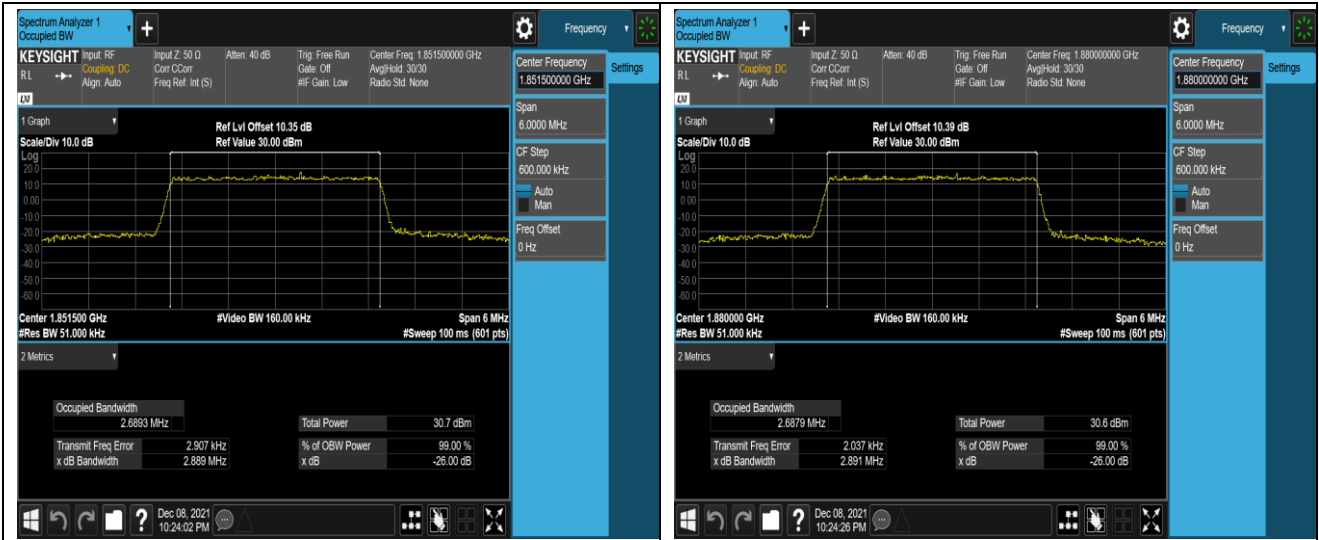 Spectrum Analyzer 1
Occupied BW
+
Frequency
KEYSIGHT Input: RF
Coupling: DC
Align: Auto
RL
LXI
Input Z: 50 Ω
Corr CCorr
Freq Ref: Int (S)
Atten: 40 dB
Trig: Free Run
Gate: Off
#IF Gain: Low
Center Freq: 1.851500000 GHz
Avg|Hold: 30/30
Radio Std: None
Center Frequency
1.851500000 GHz
Settings
Span
6.0000 MHz
CF Step
600.000 kHz
Auto
Man
Freq Offset
0 Hz
1 Graph
Scale/Div 10.0 dB
Ref Lvl Offset 10.35 dB
Ref Value 30.00 dBm
Log
20.0
10.0
0.00
-10.0
-20.0
-30.0
-40.0
-50.0
-60.0
Center 1.851500 GHz
#Video BW 160.00 kHz
Span 6 MHz
#Res BW 51.000 kHz
#Sweep 100 ms (601 pts)
2 Metrics
Occupied Bandwidth
2.6893 MHz
Total Power 30.7 dBm
Transmit Freq Error 2.907 kHz
% of OBW Power 99.00 %
x dB Bandwidth 2.889 MHz
x dB -26.00 dB
?
Dec 08, 2021
10:24:02 PM
Spectrum Analyzer 1
Occupied BW
+
Frequency
KEYSIGHT Input: RF
Coupling: DC
Align: Auto
RL
LXI
Input Z: 50 Ω
Corr CCorr
Freq Ref: Int (S)
Atten: 40 dB
Trig: Free Run
Gate: Off
#IF Gain: Low
Center Freq: 1.880000000 GHz
Avg|Hold: 30/30
Radio Std: None
Center Frequency
1.880000000 GHz
Settings
Span
6.0000 MHz
CF Step
600.000 kHz
Auto
Man
Freq Offset
0 Hz
1 Graph
Scale/Div 10.0 dB
Ref Lvl Offset 10.39 dB
Ref Value 30.00 dBm
Log
20.0
10.0
0.00
-10.0
-20.0
-30.0
-40.0
-50.0
-60.0
Center 1.880000 GHz
#Video BW 160.00 kHz
Span 6 MHz
#Res BW 51.000 kHz
#Sweep 100 ms (601 pts)
2 Metrics
Occupied Bandwidth
2.6879 MHz
Total Power 30.6 dBm
Transmit Freq Error 2.037 kHz
% of OBW Power 99.00 %
x dB Bandwidth 2.891 MHz
x dB -26.00 dB
?
Dec 08, 2021
10:24:26 PM